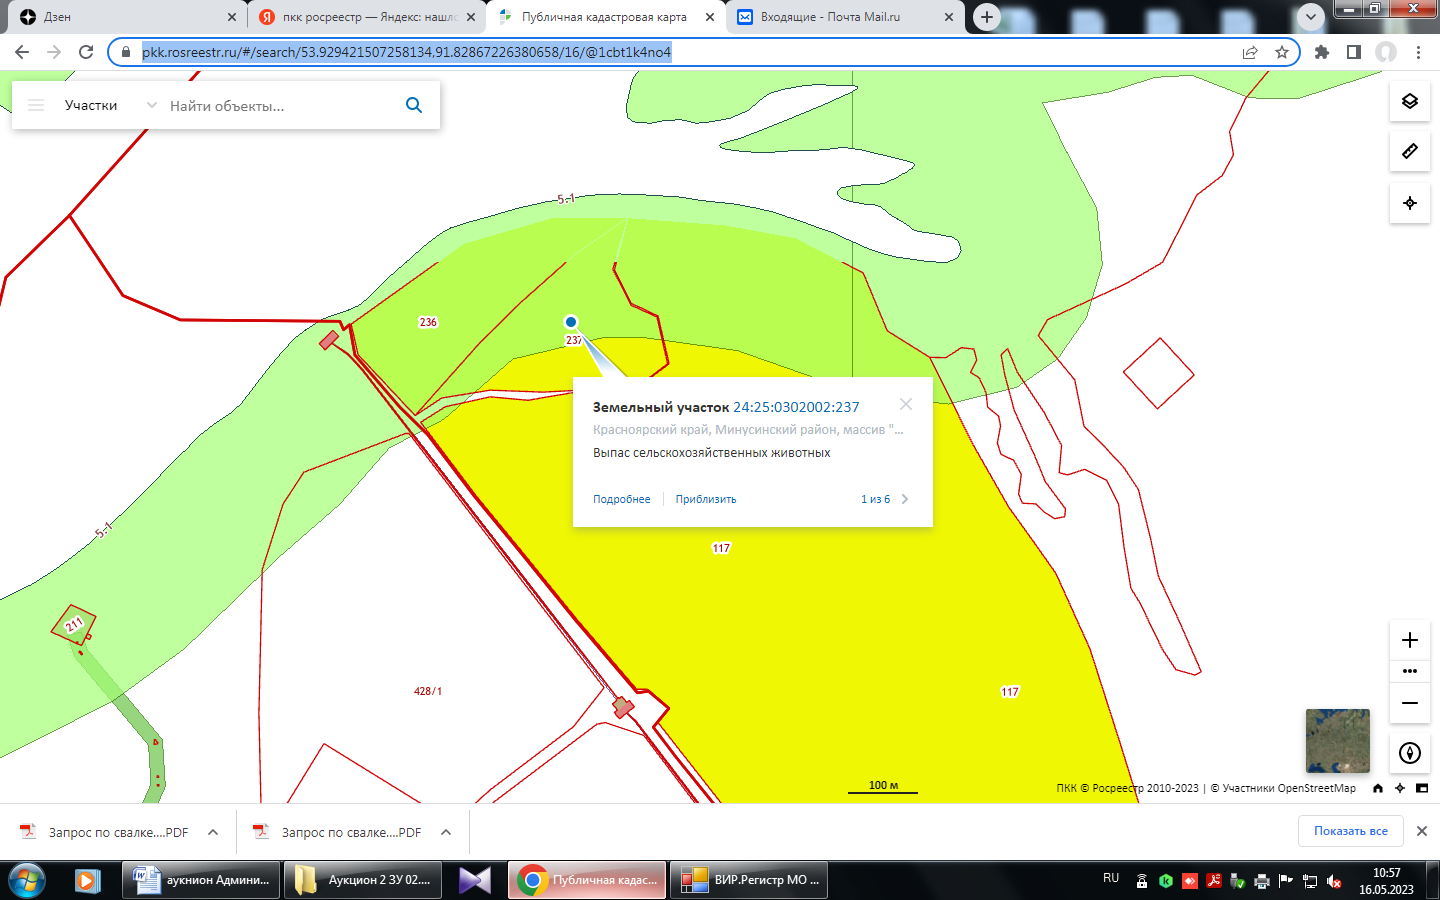 Дзен
пкк росреестр — Яндекс: нашло
Публичная кадастровая карта
Входящие - Почта Mail.ru
pkk.rosreestr.ru/#/search/53.929421507258134,91.82867226380658/16/@1cbt1k4no4
Участки
Найти объекты...
5.1
236
237
Земельный участок 24:25:0302002:237
Красноярский край, Минусинский район, массив "...
Выпас сельскохозяйственных животных
Подробнее
Приблизить
1 из 6
5.1
117
211
428/1
117
100 м
ПКК © Росреестр 2010-2023 | © Участники OpenStreetMap
Запрос по свалке....PDF
Запрос по свалке....PDF
Показать все
аукнион Админи...
Аукцион 2 ЗУ 02....
Публичная кадас...
ВИР.Регистр МО ...
RU
10:57
16.05.2023